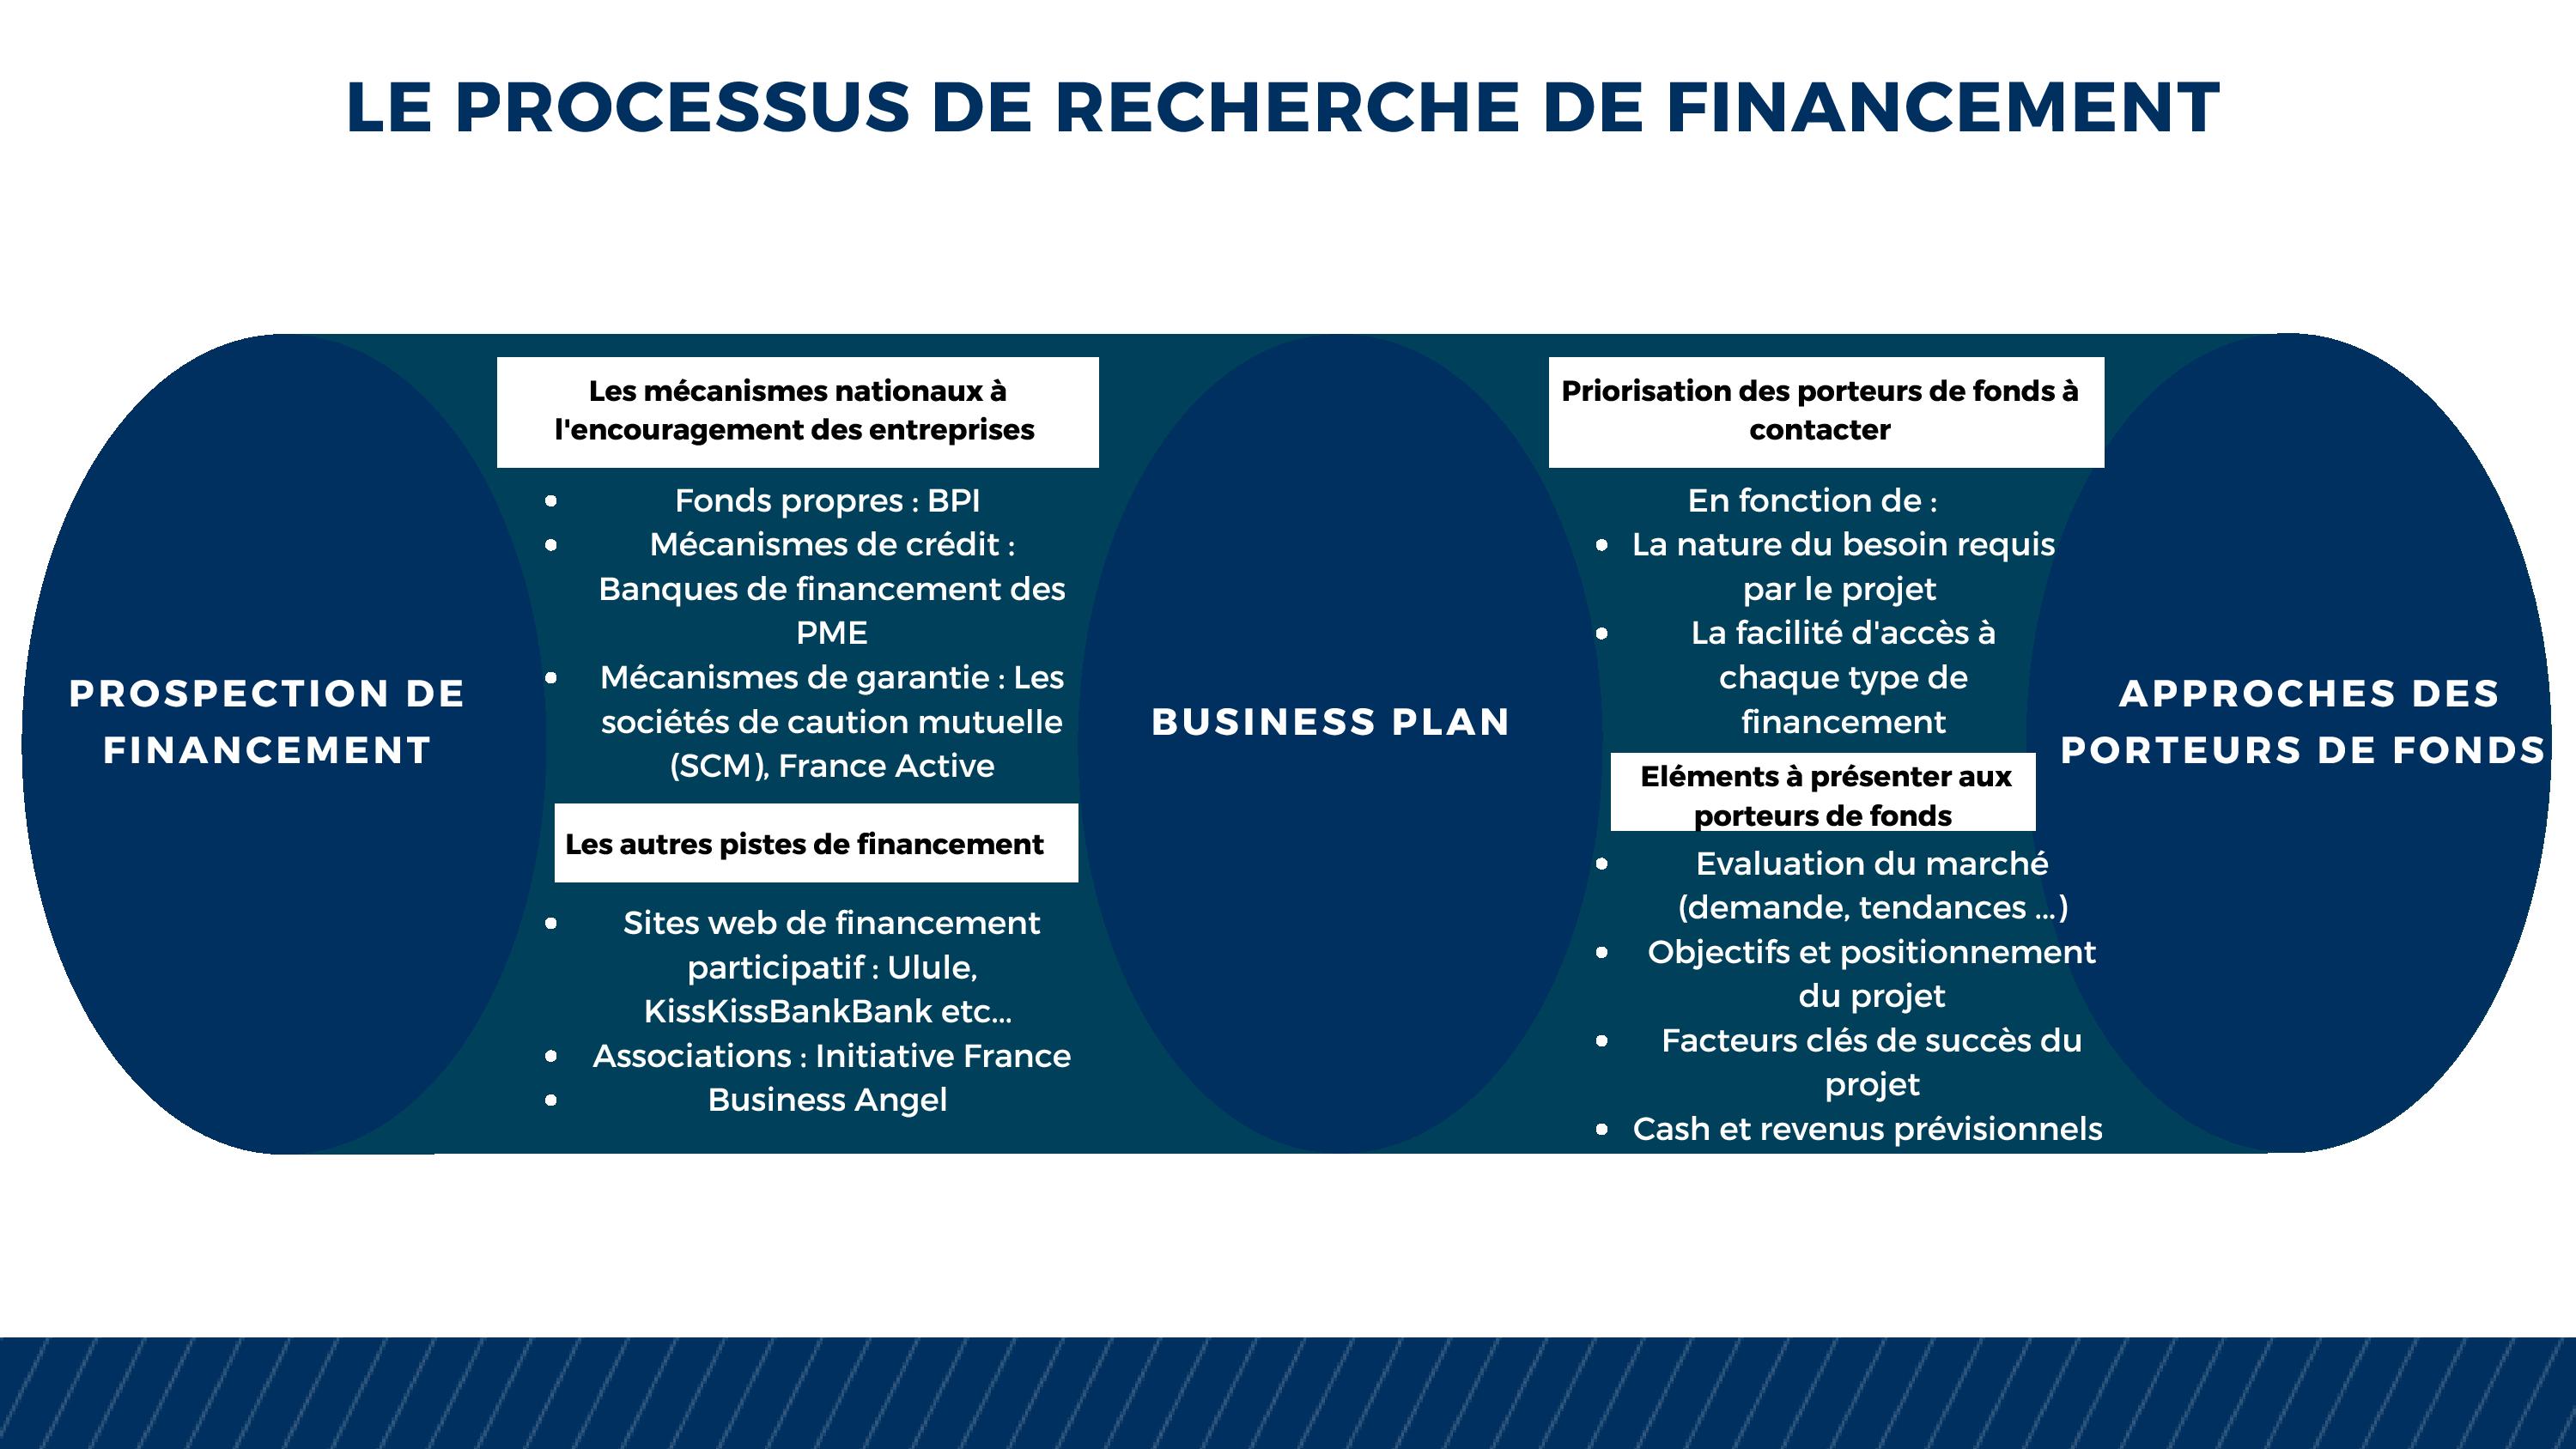 LE PROCESSUS DE RECHERCHE DE FINANCEMENT
PROSPECTION DE
FINANCEMENT
Les mécanismes nationaux à
l'encouragement des entreprises
• Fonds propres : BPI
• Mécanismes de crédit :
Banques de financement des
PME
• Mécanismes de garantie : Les
sociétés de caution mutuelle
(SCM), France Active
Les autres pistes de financement
• Sites web de financement
participatif : Ulule,
KissKissBankBank etc...
• Associations : Initiative France
• Business Angel
BUSINESS PLAN
Priorisation des porteurs de fonds à
contacter
En fonction de :
• La nature du besoin requis
par le projet
• La facilité d'accès à
chaque type de
financement
Eléments à présenter aux
porteurs de fonds
• Evaluation du marché
(demande, tendances ...)
• Objectifs et positionnement
du projet
• Facteurs clés de succès du
projet
• Cash et revenus prévisionnels
APPROCHES DES
PORTEURS DE FONDS